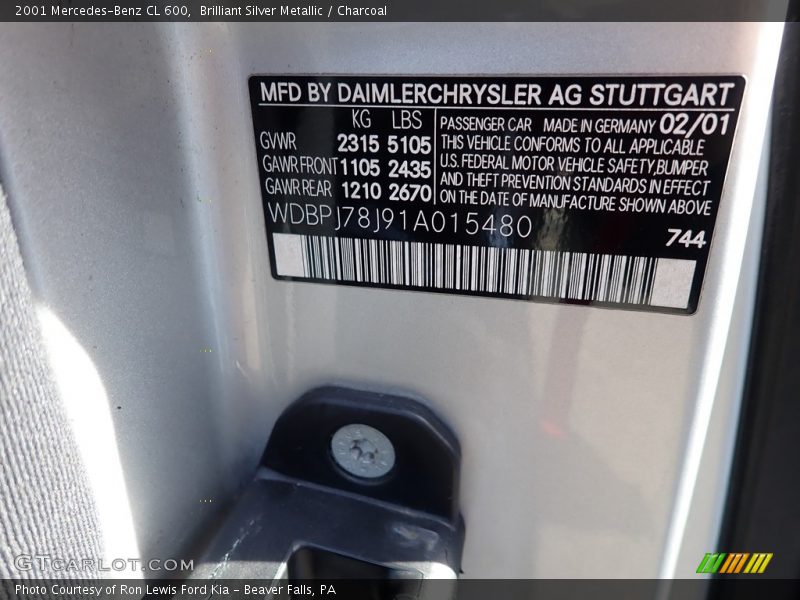 2001 Mercedes-Benz CL 600, Brilliant Silver Metallic / Charcoal
MFD BY DAIMLERCHRYSLER AG STUTTGART
KG LBS
GVWR 2315 5105
GAWR FRONT 1105 2435
GAWR REAR 1210 2670
PASSENGER CAR MADE IN GERMANY 02/01
THIS VEHICLE CONFORMS TO ALL APPLICABLE
U.S. FEDERAL MOTOR VEHICLE SAFETY, BUMPER
AND THEFT PREVENTION STANDARDS IN EFFECT
ON THE DATE OF MANUFACTURE SHOWN ABOVE
WDBPJ78J91A015480
744
GTCARLOT.COM
Photo Courtesy of Ron Lewis Ford Kia - Beaver Falls, PA